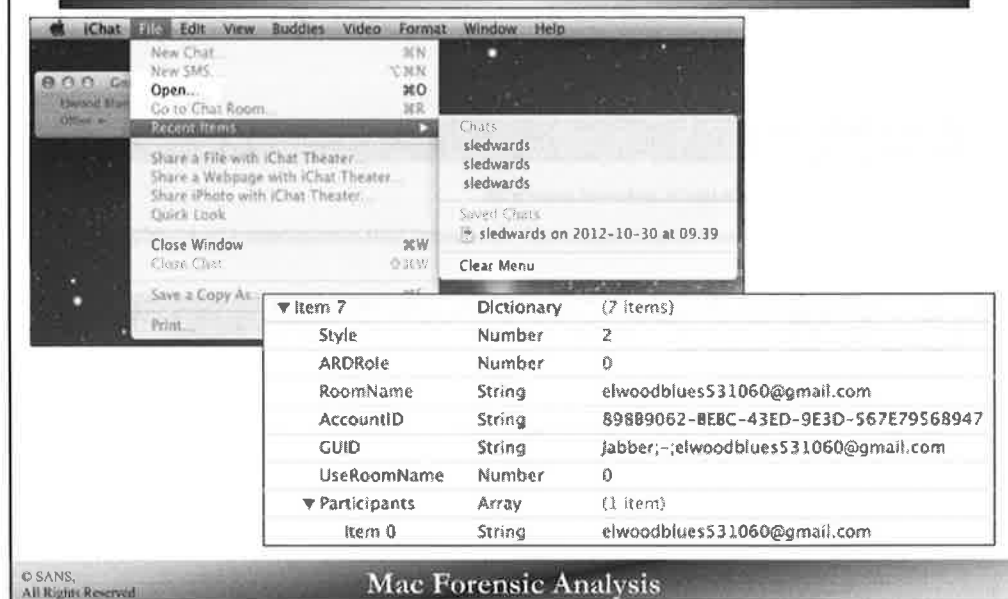 iChat File Edit View Buddies Video Format Window Help
New Chat... ⌘N
New SMS... ⌥⌘N
Open... ⌘O
Go to Chat Room... ⌘R
Recent Items
Chats
sledwards
sledwards
sledwards
Saved Chats
sledwards on 2012-10-30 at 09.39
Clear Menu
Share a File with iChat Theater...
Share a Webpage with iChat Theater...
Share iPhoto with iChat Theater...
Quick Look
Close Window ⌘W
Close Chat ⇧⌘W
Save a Copy As...
Print...
▼ Item 7 Dictionary (7 items)
Style Number 2
ARDRole Number 0
RoomName String elwoodblues531060@gmail.com
AccountID String 89889062-8EBC-43ED-9E3D-567E79568947
GUID String Jabber;-;elwoodblues531060@gmail.com
UseRoomName Number 0
▼ Participants Array (1 item)
Item 0 String elwoodblues531060@gmail.com
© SANS,
All Rights Reserved
Mac Forensic Analysis